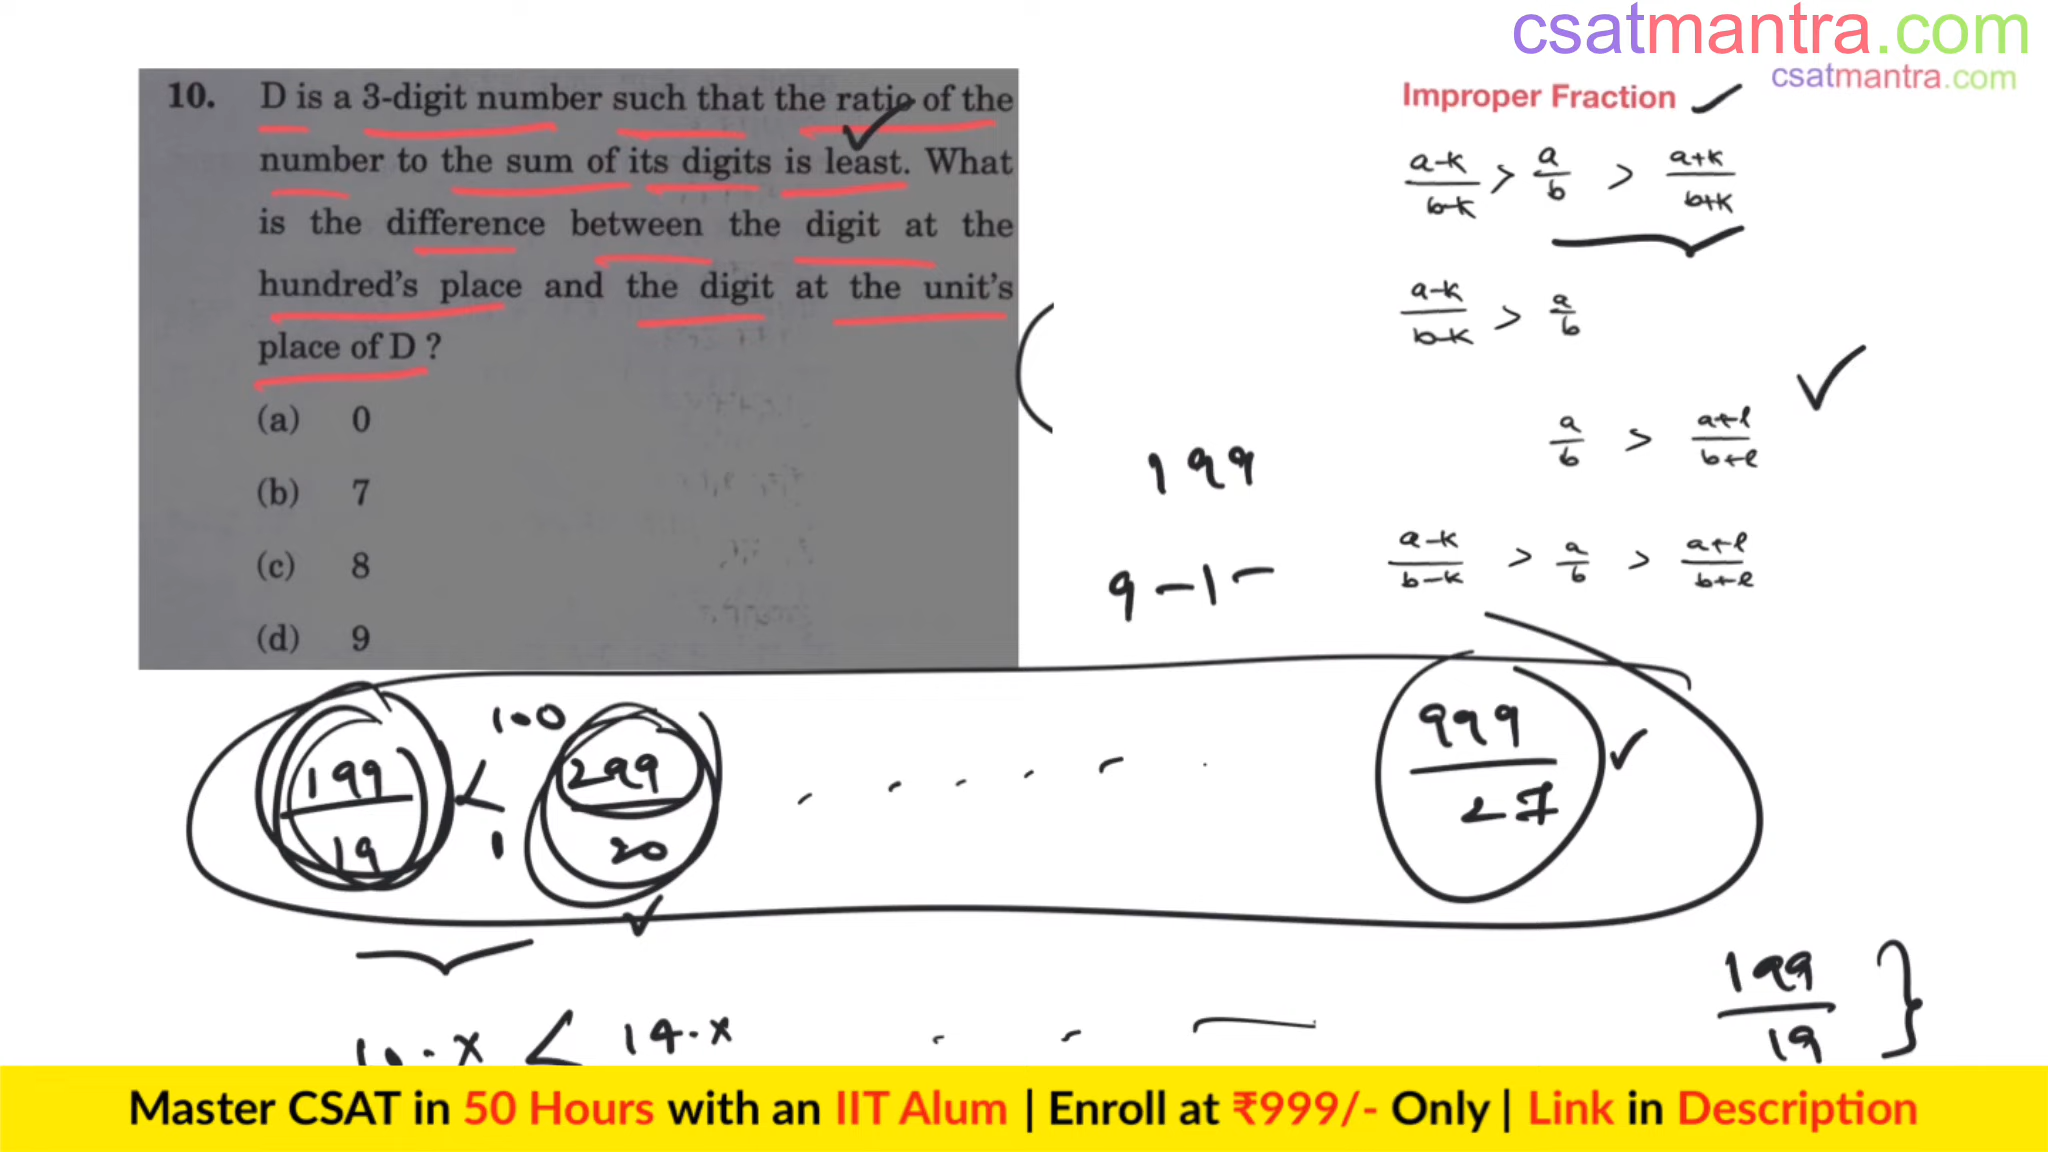 csatmantra.com
csatmantra.com
10. D is a 3-digit number such that the ratio of the
number to the sum of its digits is least. What
is the difference between the digit at the
hundred's place and the digit at the unit's
place of D ?
(a) 0
(b) 7
(c) 8
(d) 9
Improper Fraction
a-k/b-k > a/b > a+k/b+k
a-k/b-k > a/b
a/b > a+l/b+l
a-k/b-k > a/b > a+l/b+l
199
9-1-
199/19 < 299/20 ..... 999/27
100
1
10.x < 14.x
199/19 }
Master CSAT in 50 Hours with an IIT Alum | Enroll at ₹999/- Only | Link in Description